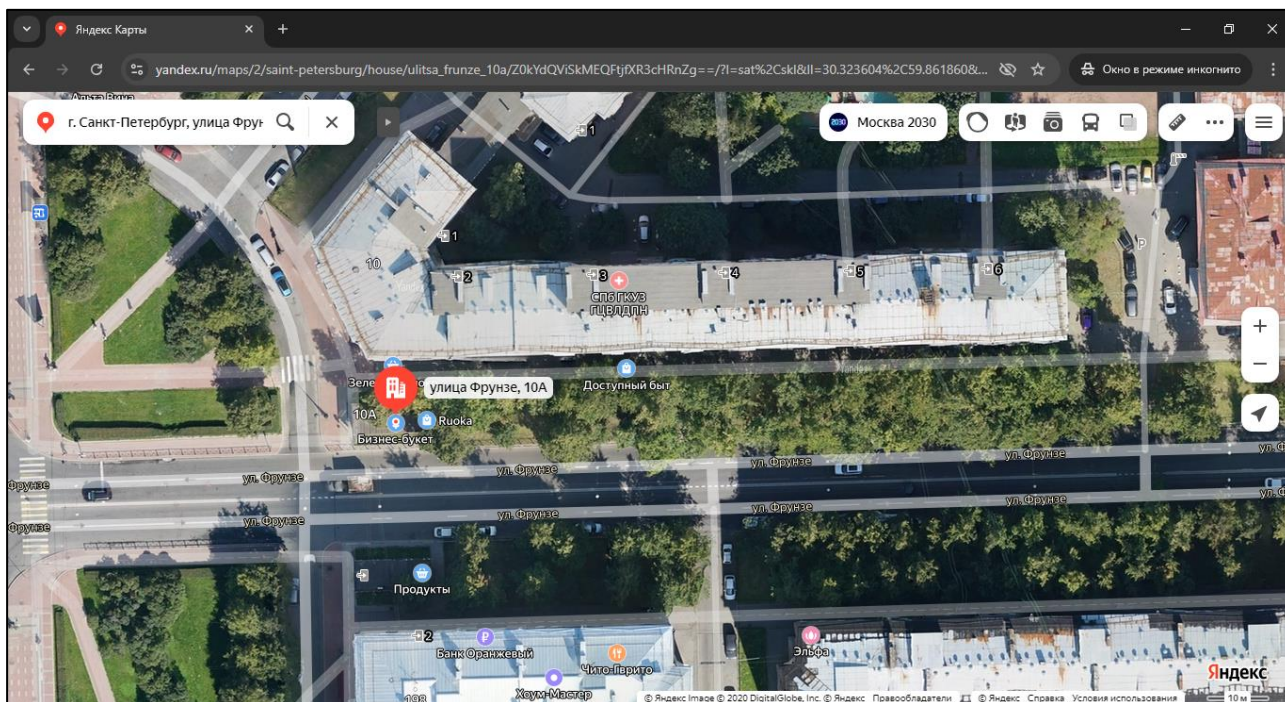 Яндекс Карты
yandex.ru/maps/2/saint-petersburg/house/ulitsa_frunze_10a/Z0kYdQViSkMEQFtjfXR3cHRnZg==/?l=sat%2Cskl&ll=30.323604%2C59.861860&...
Окно в режиме инкогнито
г. Санкт-Петербург, улица Фрун
2030
Москва 2030
1
1
10
2
3
4
5
6
СПб ГКУЗ
ГЦВЛДПН
P
Yandex
Доступный быт
улица Фрунзе, 10А
10А
Ruoka
Бизнес-букет
ул. Фрунзе
ул. Фрунзе
ул. Фрунзе
ул. Фрунзе
Фрунзе
ул. Фрунзе
ул. Фрунзе
ул. Фрунзе
ул. Фрунзе
Фрунзе
Продукты
2
Банк Оранжевый
Чито-Гврито
Эльфа
Хоум-Мастер
Яндекс
© Яндекс Image © 2020 DigitalGlobe, Inc. © Яндекс Правообладатели © Яндекс Справка Условия использования 10 м